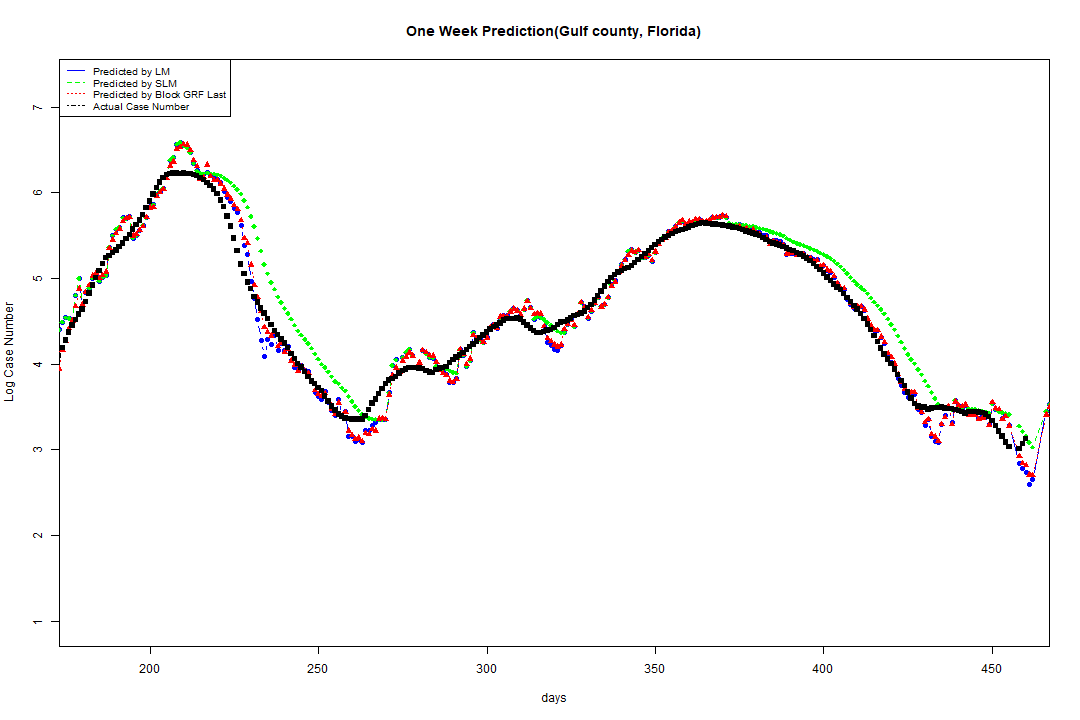 One Week Prediction(Gulf county, Florida)
Predicted by LM
Predicted by SLM
Predicted by Block GRF Last
Actual Case Number
7
6
5
4
3
2
1
Log Case Number
200 250 300 350 400 450
days